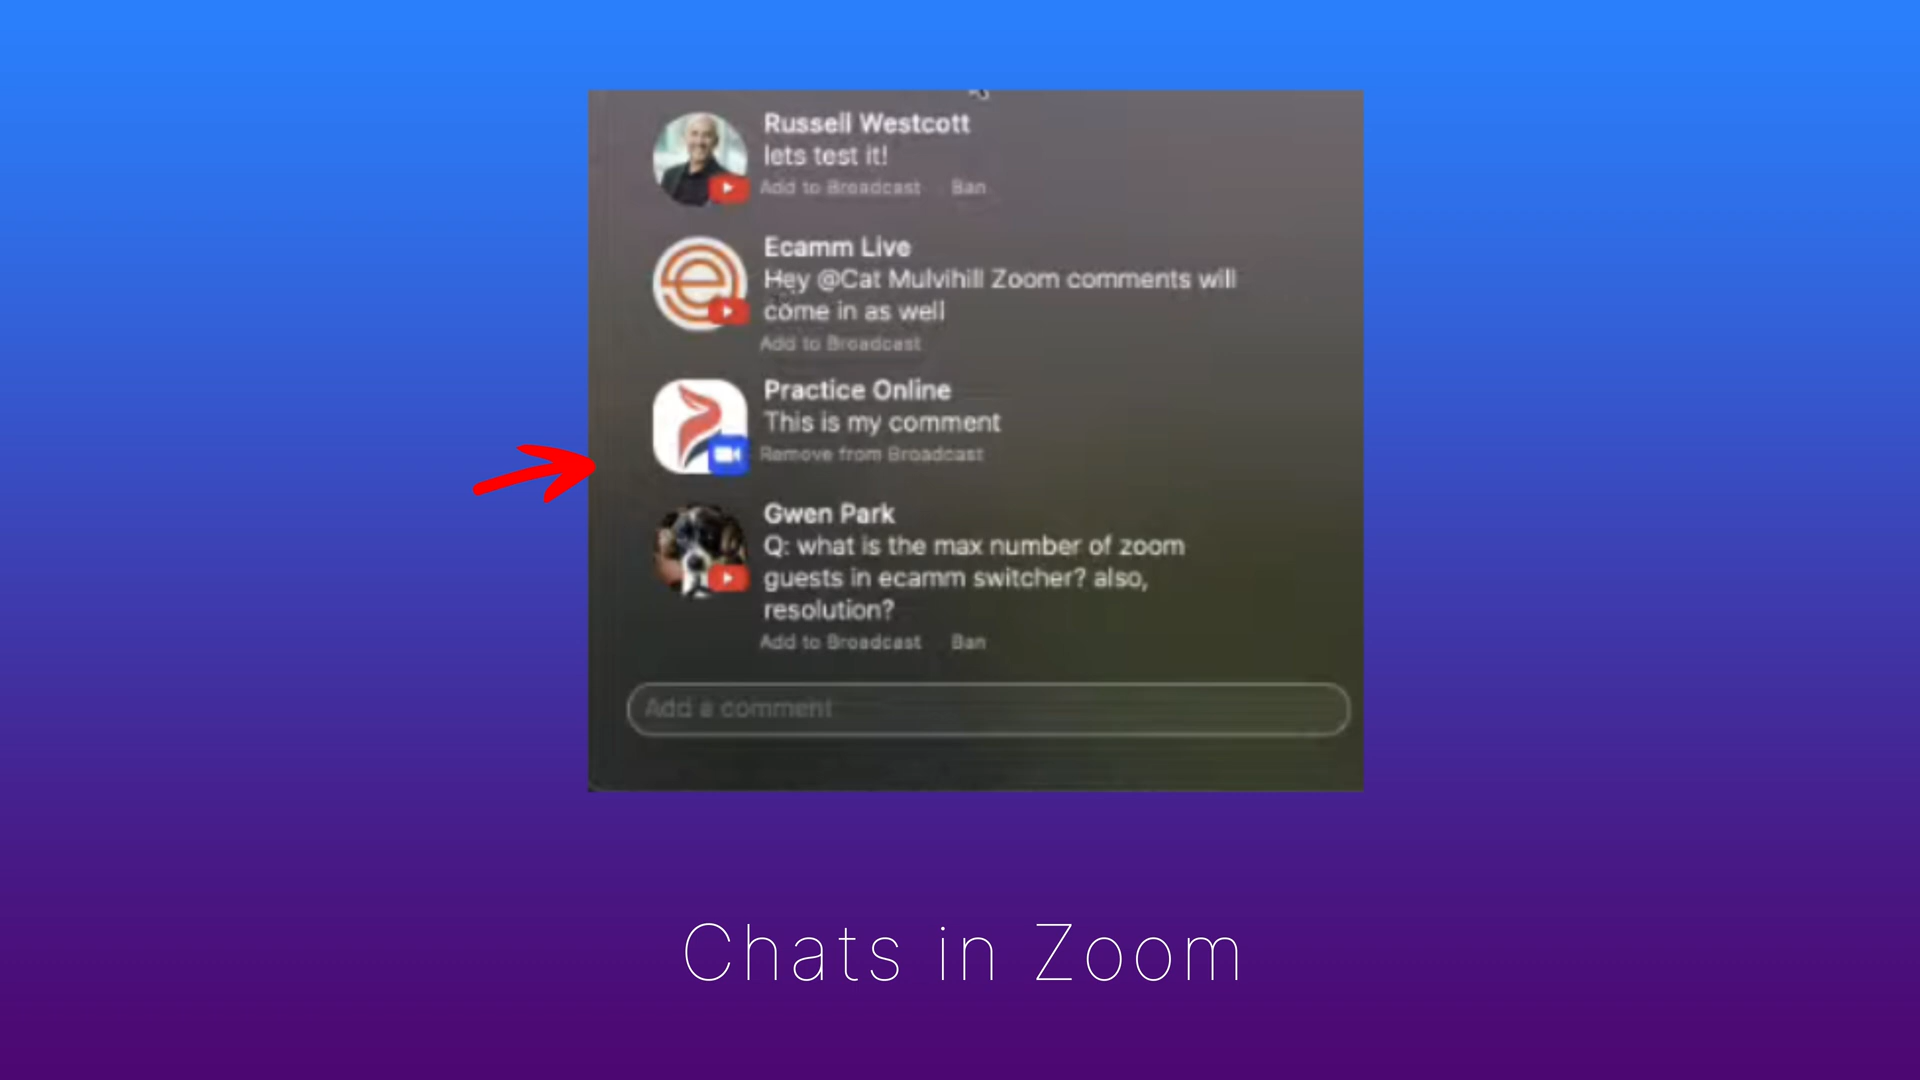 Russell Westcott
lets test it!
Add to Broadcast Ban
Ecamm Live
Hey @Cat Mulvihill Zoom comments will
come in as well
Add to Broadcast
Practice Online
This is my comment
Remove from Broadcast
Gwen Park
Q: what is the max number of zoom
guests in ecamm switcher? also,
resolution?
Add to Broadcast Ban
Add a comment
Chats in Zoom